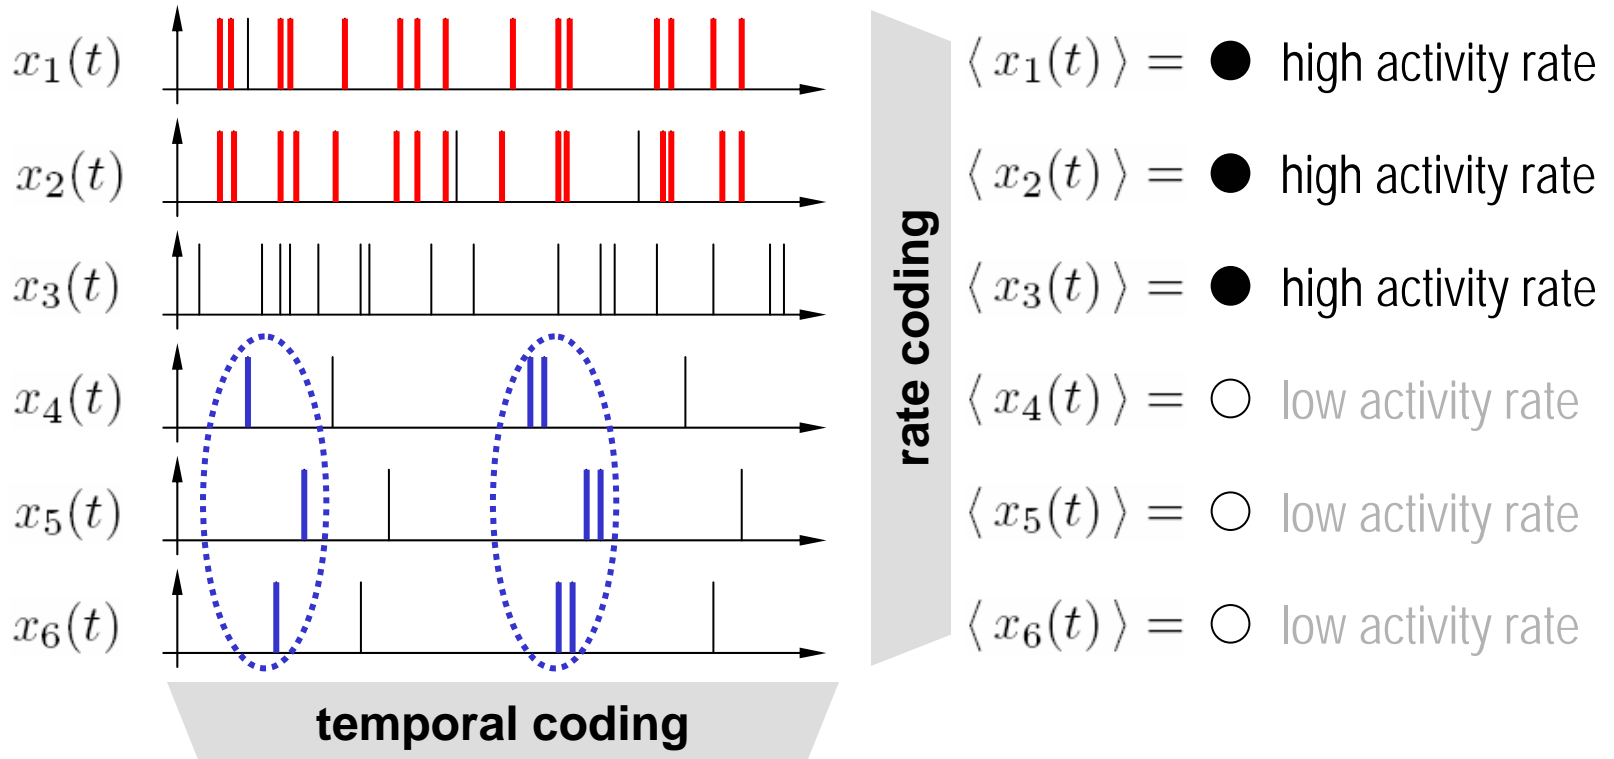 x₁(t)
⟨ x₁(t) ⟩ = ● high activity rate
x₂(t)
⟨ x₂(t) ⟩ = ● high activity rate
x₃(t)
⟨ x₃(t) ⟩ = ● high activity rate
x₄(t)
⟨ x₄(t) ⟩ = ○ low activity rate
x₅(t)
⟨ x₅(t) ⟩ = ○ low activity rate
x₆(t)
⟨ x₆(t) ⟩ = ○ low activity rate
rate coding
temporal coding